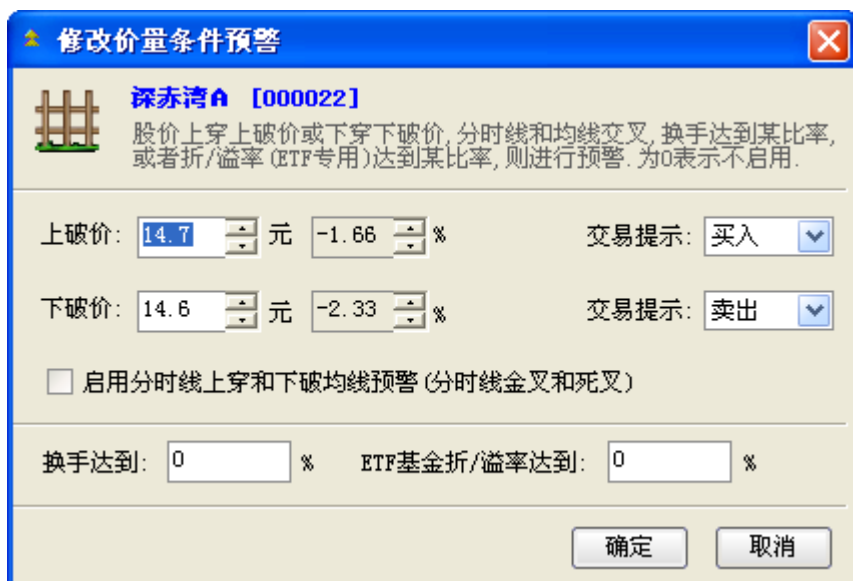 修改价量条件预警
深赤湾A [000022]
股价上穿上破价或下穿下破价, 分时线和均线交叉, 换手达到某比率,
或者折/溢率(ETF专用)达到某比率, 则进行预警. 为0表示不启用.
上破价: 14.7 元 -1.66 % 交易提示: 买入
下破价: 14.6 元 -2.33 % 交易提示: 卖出
启用分时线上穿和下破均线预警(分时线金叉和死叉)
换手达到: 0 % ETF基金折/溢率达到: 0 %
确定 取消